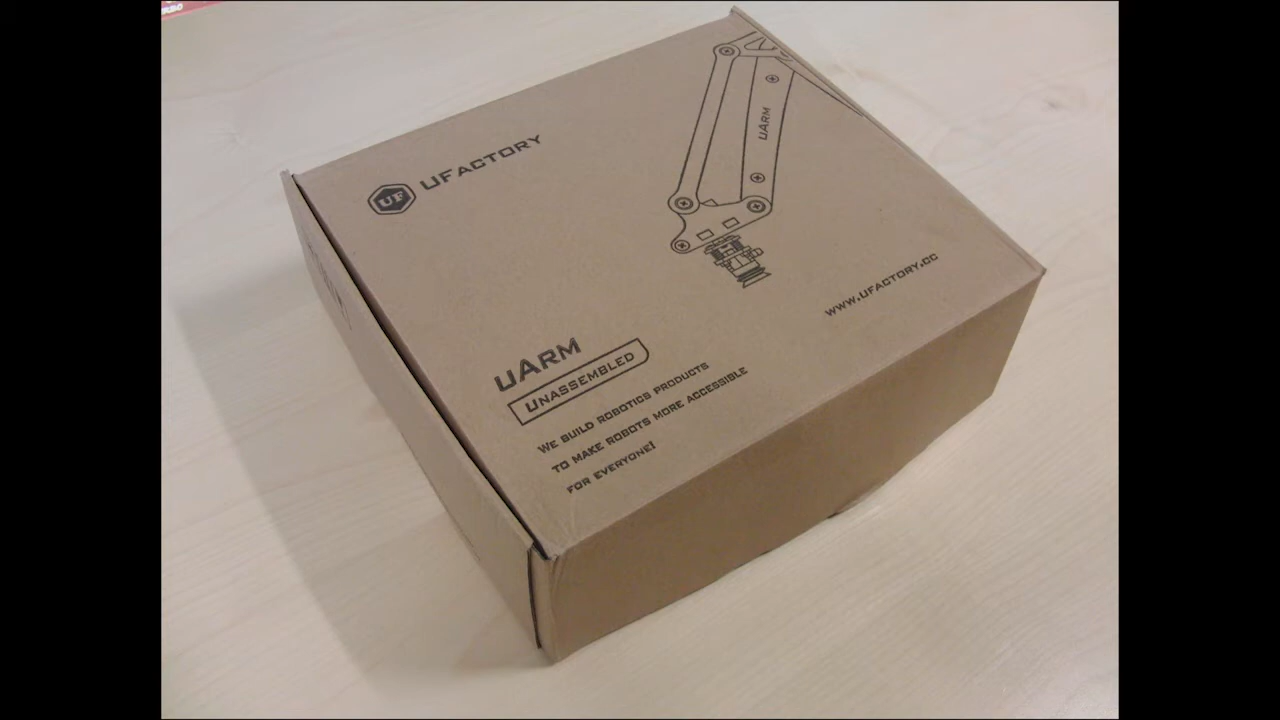 UF UFACTORY
UARM
WWW.UFACTORY.CC
UARM
UNASSEMBLED
WE BUILD ROBOTICS PRODUCTS
TO MAKE ROBOTS MORE ACCESSIBLE
FOR EVERYONE!